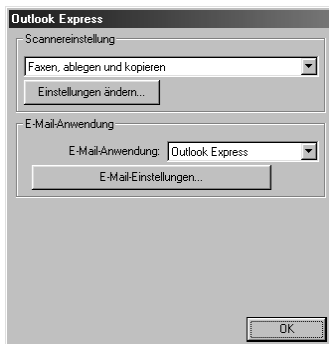 Outlook Express
Scannereinstellung
Faxen, ablegen und kopieren
Einstellungen ändern...
E-Mail-Anwendung
E-Mail-Anwendung: Outlook Express
E-Mail-Einstellungen...
OK